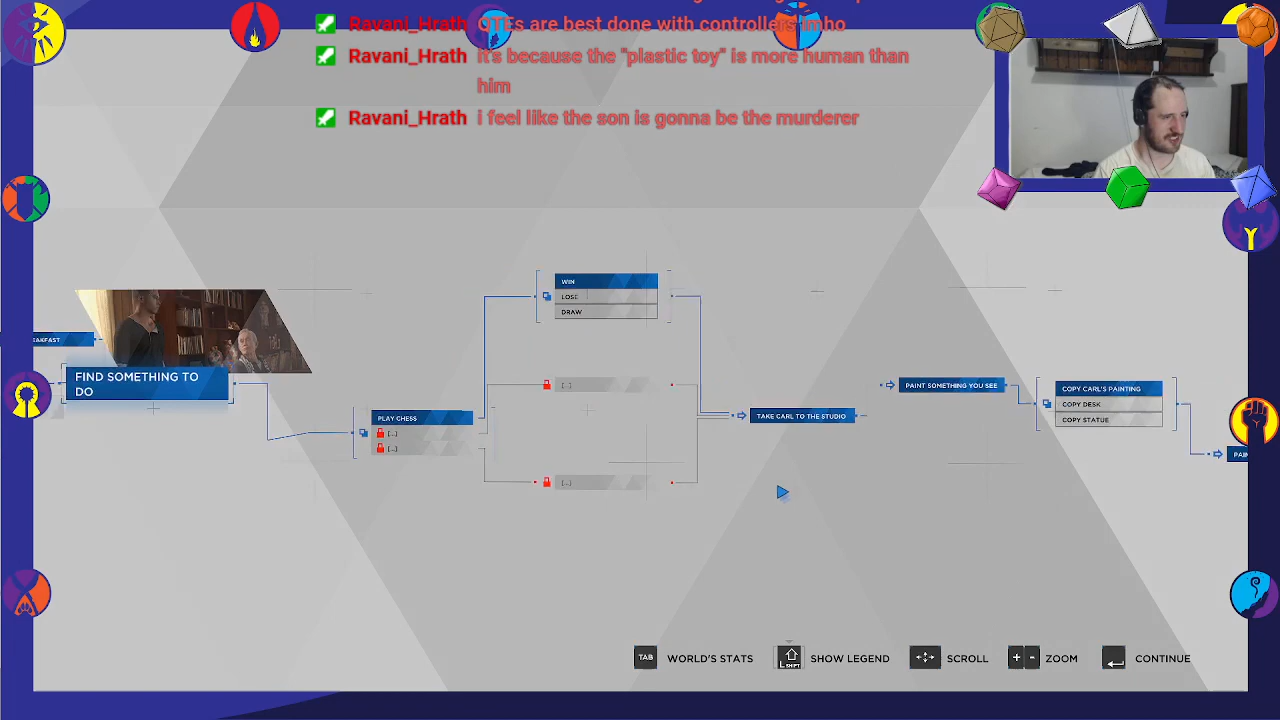 Ravani_Hrath QTEs are best done with controllers imho
Ravani_Hrath it's because the "plastic toy" is more human than
him
Ravani_Hrath i feel like the son is gonna be the murderer
WIN
LOSE
DRAW
FIND SOMETHING TO
DO
PLAY CHESS
[...]
[...]
[...]
[...]
TAKE CARL TO THE STUDIO
PAINT SOMETHING YOU SEE
COPY CARL'S PAINTING
COPY DESK
COPY STATUE
TAB WORLD'S STATS
L SHIFT SHOW LEGEND
SCROLL
+ - ZOOM
CONTINUE